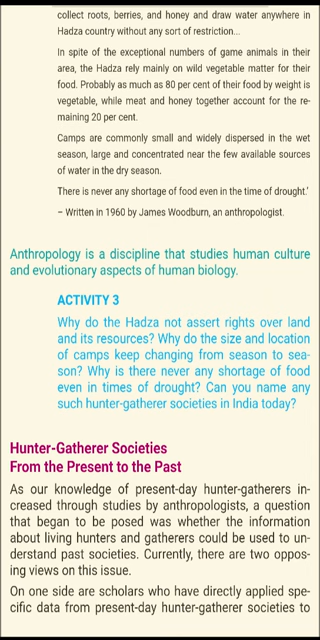 collect roots, berries, and honey and draw water anywhere in
Hadza country without any sort of restriction...
In spite of the exceptional numbers of game animals in their
area, the Hadza rely mainly on wild vegetable matter for their
food. Probably as much as 80 per cent of their food by weight is
vegetable, while meat and honey together account for the re-
maining 20 per cent.
Camps are commonly small and widely dispersed in the wet
season, large and concentrated near the few available sources
of water in the dry season.
There is never any shortage of food even in the time of drought.'
– Written in 1960 by James Woodburn, an anthropologist.
Anthropology is a discipline that studies human culture
and evolutionary aspects of human biology.
ACTIVITY 3
Why do the Hadza not assert rights over land
and its resources? Why do the size and location
of camps keep changing from season to sea-
son? Why is there never any shortage of food
even in times of drought? Can you name any
such hunter-gatherer societies in India today?
Hunter-Gatherer Societies
From the Present to the Past
As our knowledge of present-day hunter-gatherers in-
creased through studies by anthropologists, a question
that began to be posed was whether the information
about living hunters and gatherers could be used to un-
derstand past societies. Currently, there are two oppos-
ing views on this issue.
On one side are scholars who have directly applied spe-
cific data from present-day hunter-gatherer societies to